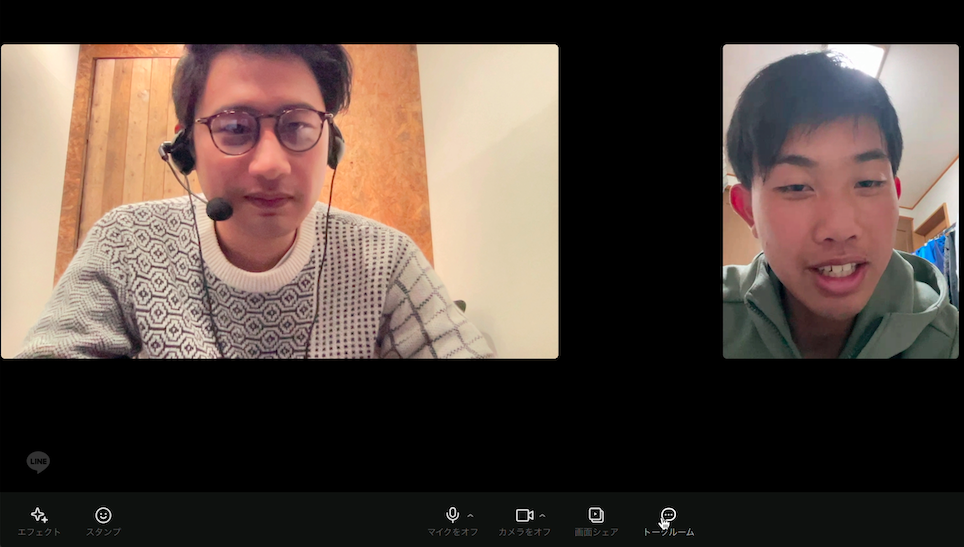 LINE
エフェクト
スタンプ
マイクをオフ
カメラをオフ
画面シェア
トークルーム